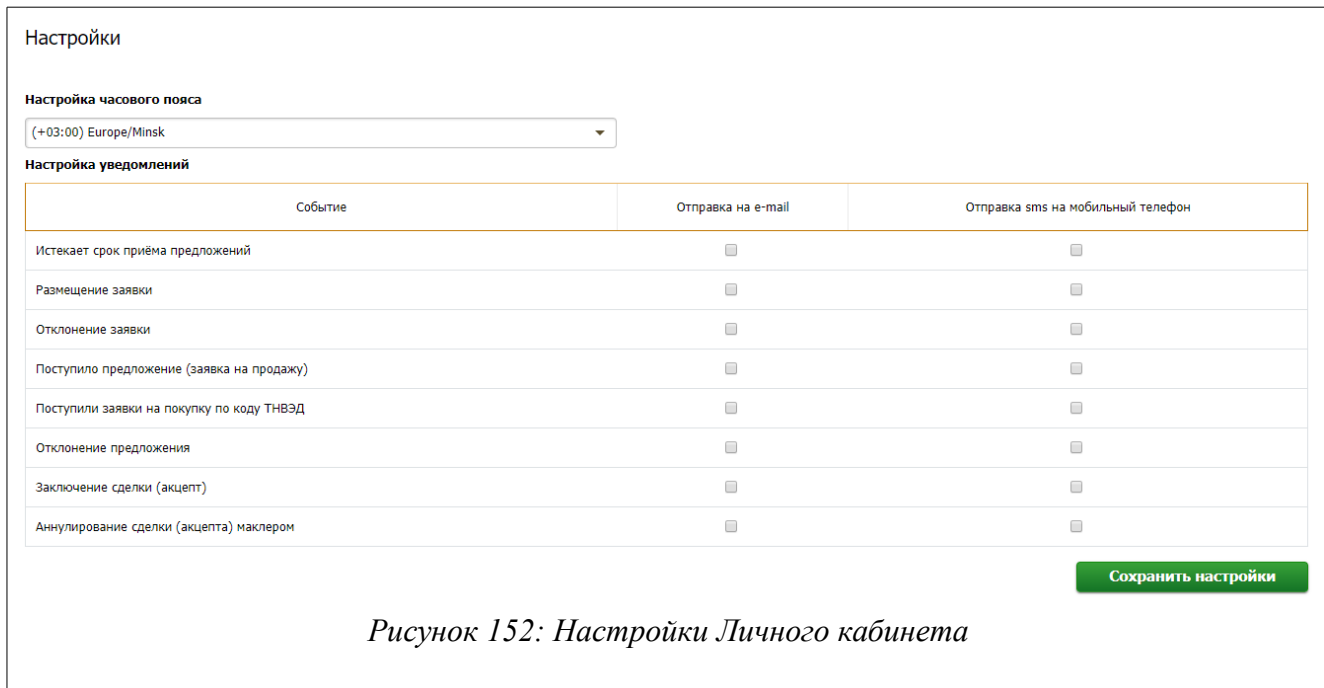 Настройки
Настройка часового пояса
(+03:00) Europe/Minsk
Настройка уведомлений
Событие Отправка на e-mail Отправка sms на мобильный телефон
Истекает срок приёма предложений
Размещение заявки
Отклонение заявки
Поступило предложение (заявка на продажу)
Поступили заявки на покупку по коду ТНВЭД
Отклонение предложения
Заключение сделки (акцепт)
Аннулирование сделки (акцепта) маклером
Сохранить настройки
Рисунок 152: Настройки Личного кабинета